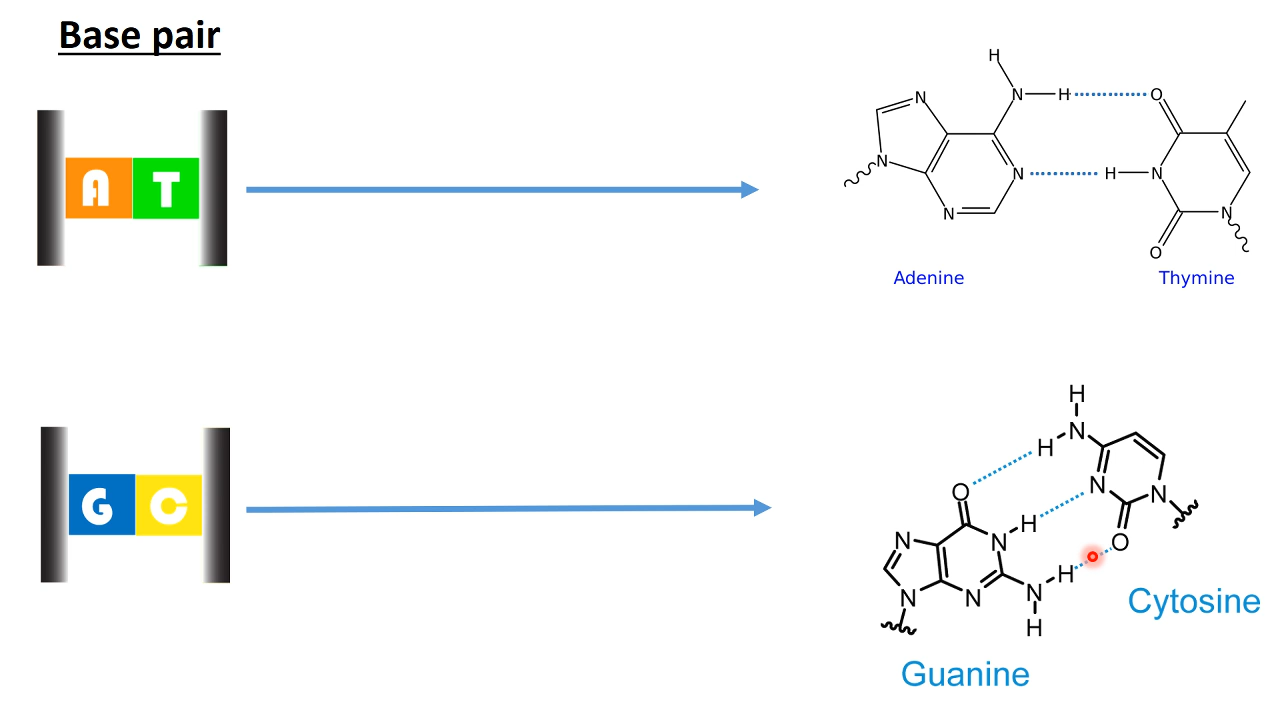 Base pair
A T
H
N H O
N
N H N
N N
O
Adenine Thymine
H
N
H
N N
O
H
N N O
H
N N N
H
Cytosine
G C
Guanine